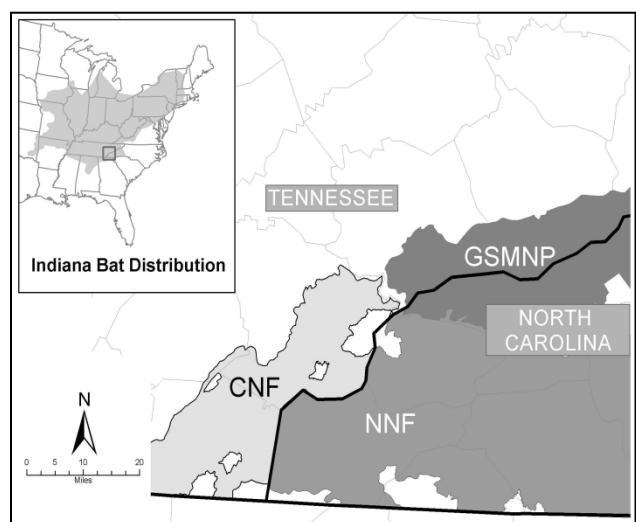 Indiana Bat Distribution
TENNESSEE
GSMNP
NORTH
CAROLINA
CNF
NNF
N
0 5 10 20
Miles